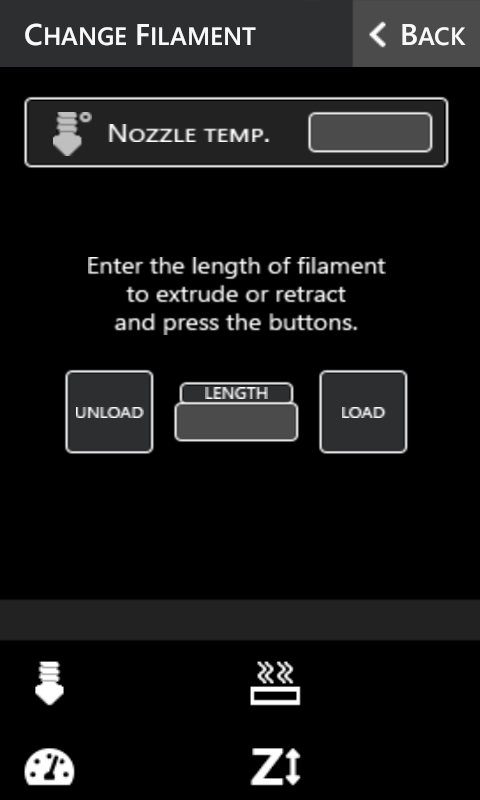 CHANGE FILAMENT
BACK
NOZZLE TEMP.
Enter the length of filament
to extrude or retract
and press the buttons.
LENGTH
UNLOAD
LOAD
Z